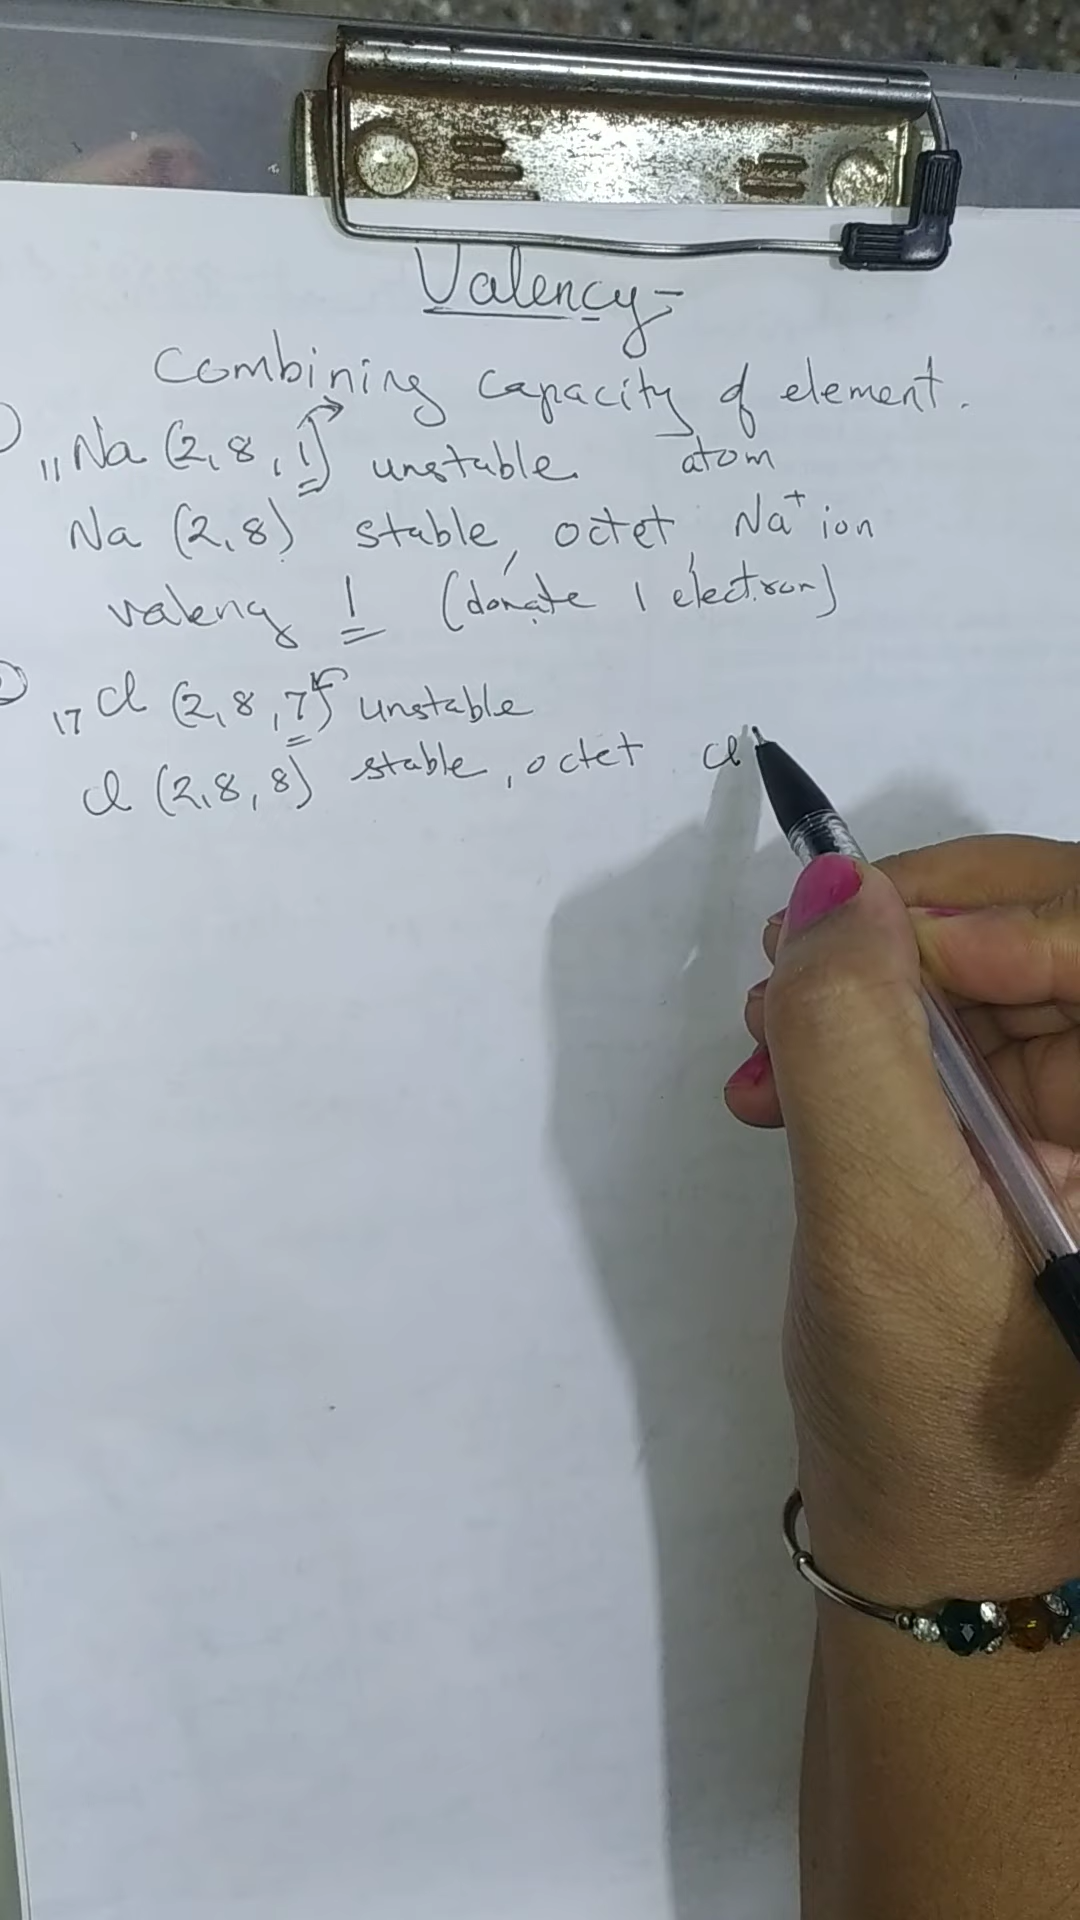 Valency-
Combining capacity of element.
atom
₁₁Na (2,8,1) unstable
Na (2,8) stable, octet, Na⁺ ion
valency 1 (donate 1 electron)
₁₇Cl (2,8,7) unstable
Cl (2,8,8) stable, octet Cl